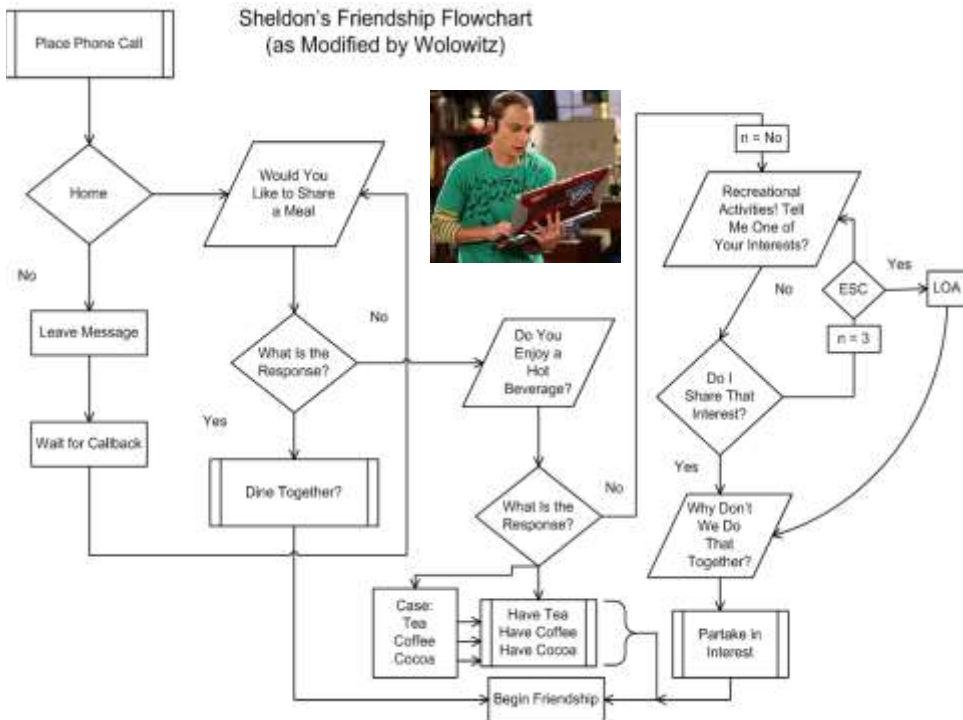 Sheldon's Friendship Flowchart
(as Modified by Wolowitz)
Place Phone Call
Home
No
Leave Message
Wait for Callback
Would You
Like to Share
a Meal
What Is the
Response?
No
Yes
Dine Together?
Do You
Enjoy a
Hot
Beverage?
What Is the
Response?
No
Case:
Tea
Coffee
Cocoa
Have Tea
Have Coffee
Have Cocoa
n = No
Recreational
Activities! Tell
Me One of
Your Interests?
No
ESC
Yes
LOA
n = 3
Do I
Share That
Interest?
Yes
Why Don't
We Do
That
Together?
Partake in
Interest
Begin Friendship